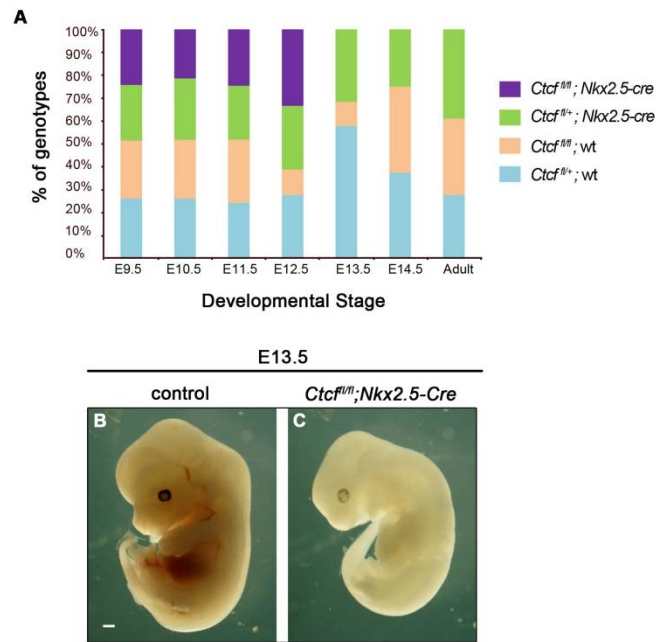 A
100%
90%
80%
70%
60%
50%
40%
30%
20%
10%
0%
% of genotypes
E9.5 E10.5 E11.5 E12.5 E13.5 E14.5 Adult
Developmental Stage
Ctcf fl/fl; Nkx2.5-cre
Ctcf fl/+; Nkx2.5-cre
Ctcf fl/fl; wt
Ctcf fl/+; wt
E13.5
control Ctcffl/fl;Nkx2.5-Cre
B C